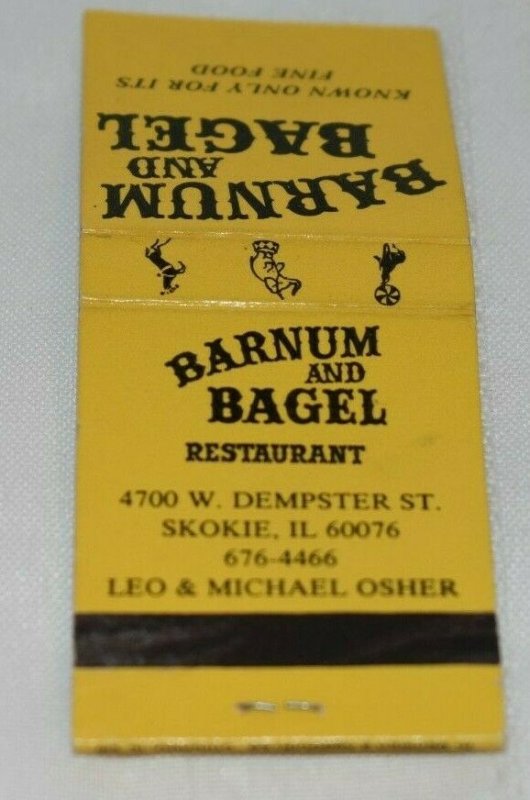 KNOWN ONLY FOR ITS
FINE FOOD
BARNUM
AND
BAGEL
BARNUM
AND
BAGEL
RESTAURANT
4700 W. DEMPSTER ST.
SKOKIE, IL 60076
676-4466
LEO & MICHAEL OSHER